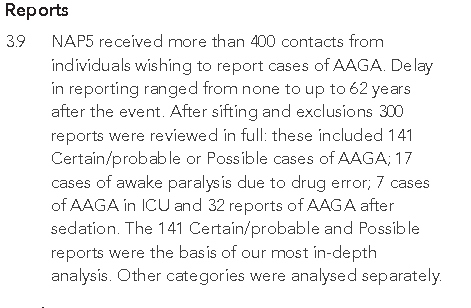 Reports
3.9 NAP5 received more than 400 contacts from
individuals wishing to report cases of AAGA. Delay
in reporting ranged from none to up to 62 years
after the event. After sifting and exclusions 300
reports were reviewed in full: these included 141
Certain/probable or Possible cases of AAGA; 17
cases of awake paralysis due to drug error; 7 cases
of AAGA in ICU and 32 reports of AAGA after
sedation. The 141 Certain/probable and Possible
reports were the basis of our most in-depth
analysis. Other categories were analysed separately.